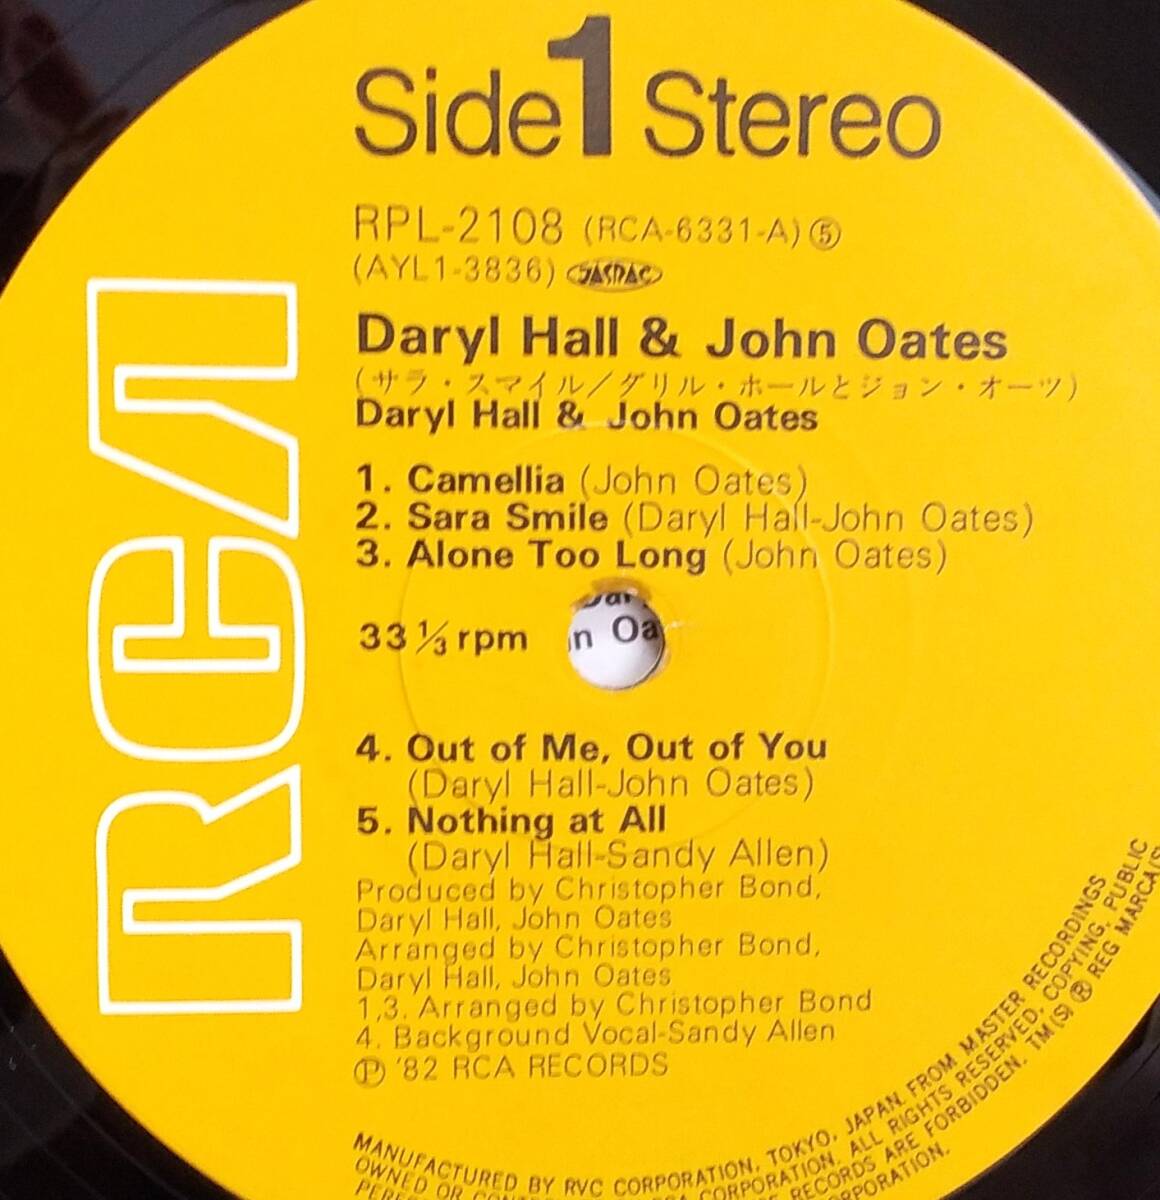 Side 1 Stereo
RPL-2108 (RCA-6331-A) ⑤
(AYL1-3836) JASRAC
Daryl Hall & John Oates
(サラ・スマイル/ダリル・ホールとジョン・オーツ)
Daryl Hall & John Oates
1. Camellia (John Oates)
2. Sara Smile (Daryl Hall-John Oates)
3. Alone Too Long (John Oates)
33⅓ rpm
n Oa
4. Out of Me, Out of You
(Daryl Hall-John Oates)
5. Nothing at All
(Daryl Hall-Sandy Allen)
Produced by Christopher Bond,
Daryl Hall, John Oates
Arranged by Christopher Bond,
Daryl Hall, John Oates
1,3. Arranged by Christopher Bond
4. Background Vocal-Sandy Allen
Ⓟ '82 RCA RECORDS
RCA
MANUFACTURED BY RVC CORPORATION, TOKYO, JAPAN. FROM MASTER RECORDINGS
OWNED OR CORPORATION. ALL RIGHTS RESERVED. COPYING, PUBLIC
RECORDS ARE FORBIDDEN. TM(S) ® REG MARCA(S)